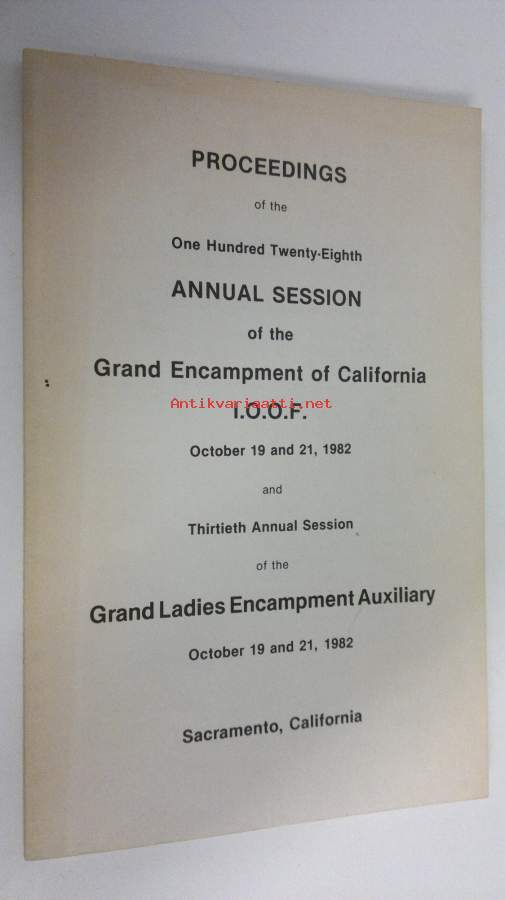 PROCEEDINGS
of the
One Hundred Twenty-Eighth
ANNUAL SESSION
of the
Grand Encampment of California
Antikvariaatti.net
I.O.O.F.
October 19 and 21, 1982
and
Thirtieth Annual Session
of the
Grand Ladies Encampment Auxiliary
October 19 and 21, 1982
Sacramento, California